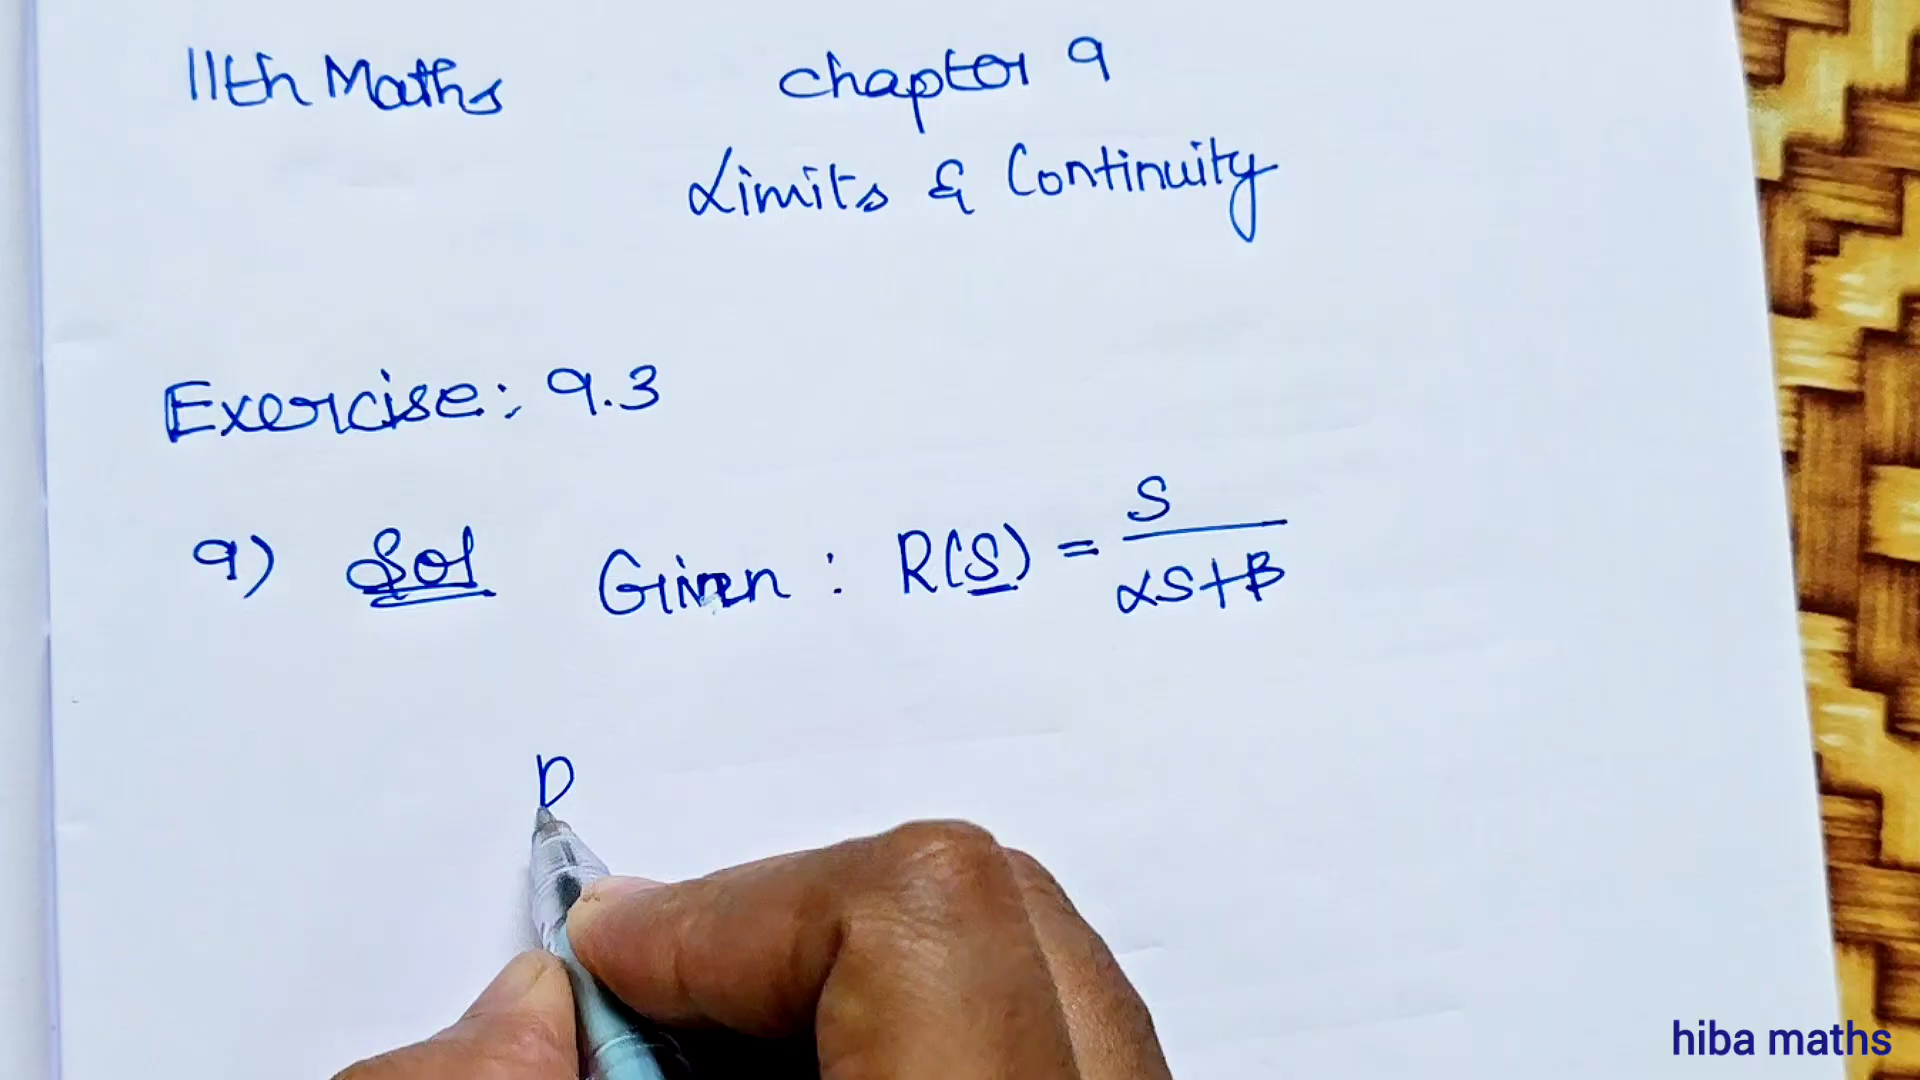 11th Maths chapter 9
Limits & Continuity
Exercise: 9.3
9) Sol Given : R(S) = S / αS+β
D
hiba maths